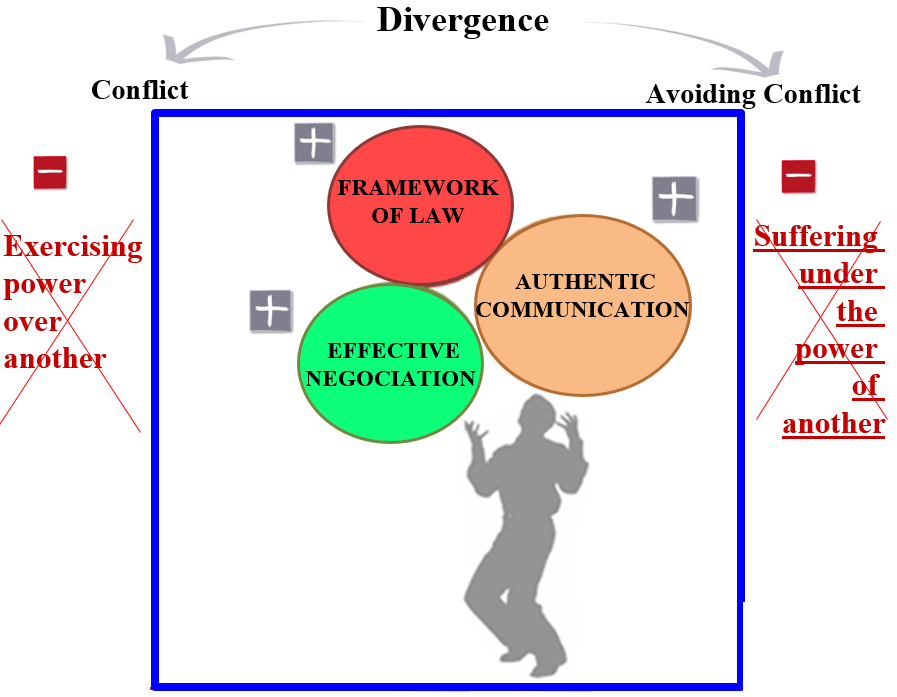 Divergence
Conflict
Avoiding Conflict
FRAMEWORK
OF LAW
AUTHENTIC
COMMUNICATION
EFFECTIVE
NEGOCIATION
Exercising
power
over
another
Suffering
under
the
power
of
another